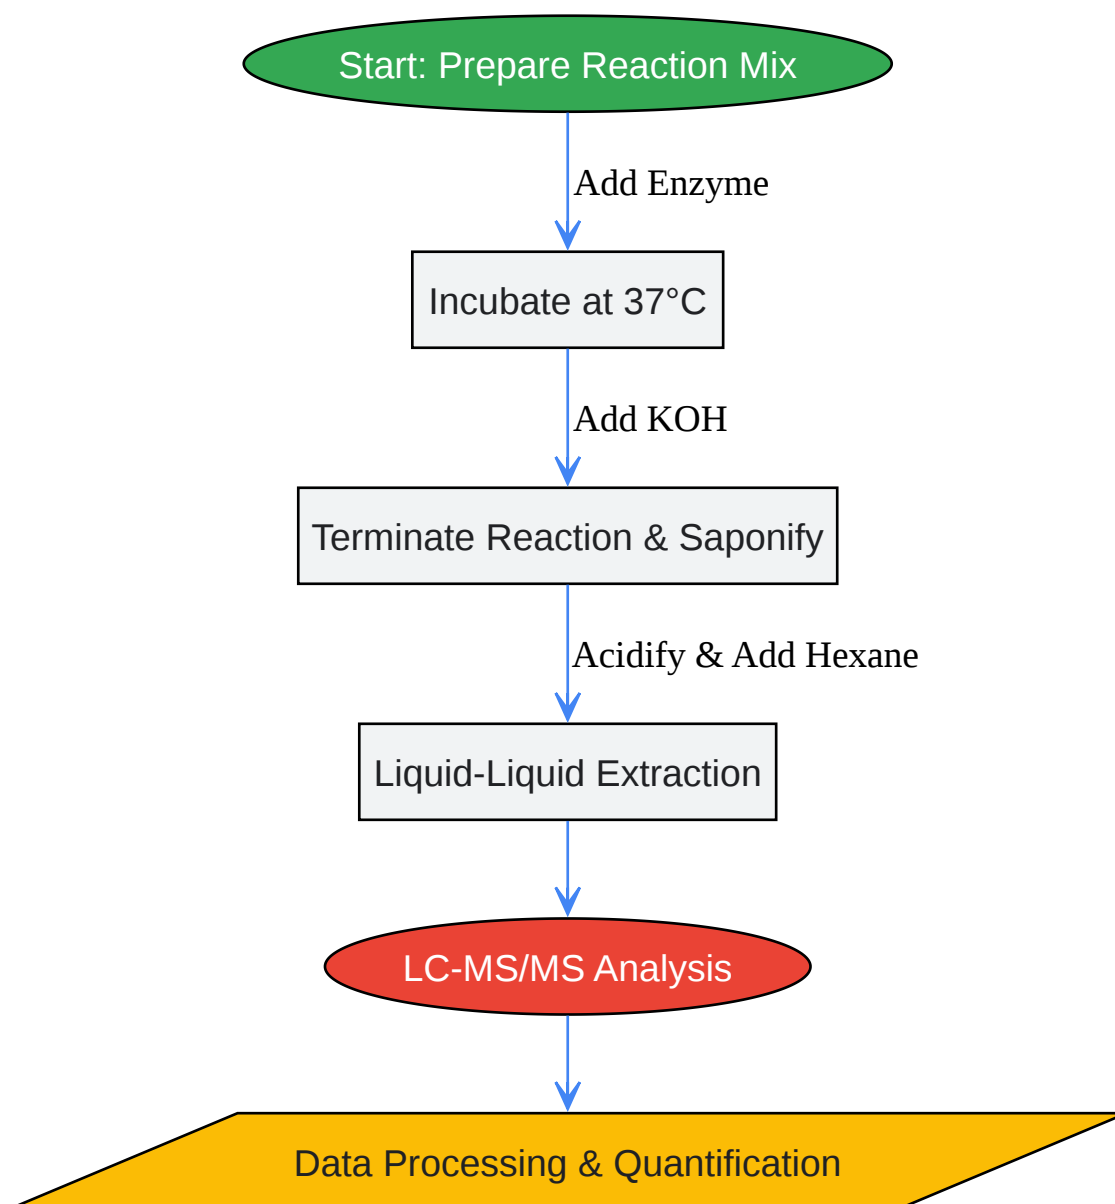 Start: Prepare Reaction Mix
Add Enzyme
Incubate at 37°C
Add KOH
Terminate Reaction & Saponify
Acidify & Add Hexane
Liquid-Liquid Extraction
LC-MS/MS Analysis
Data Processing & Quantification